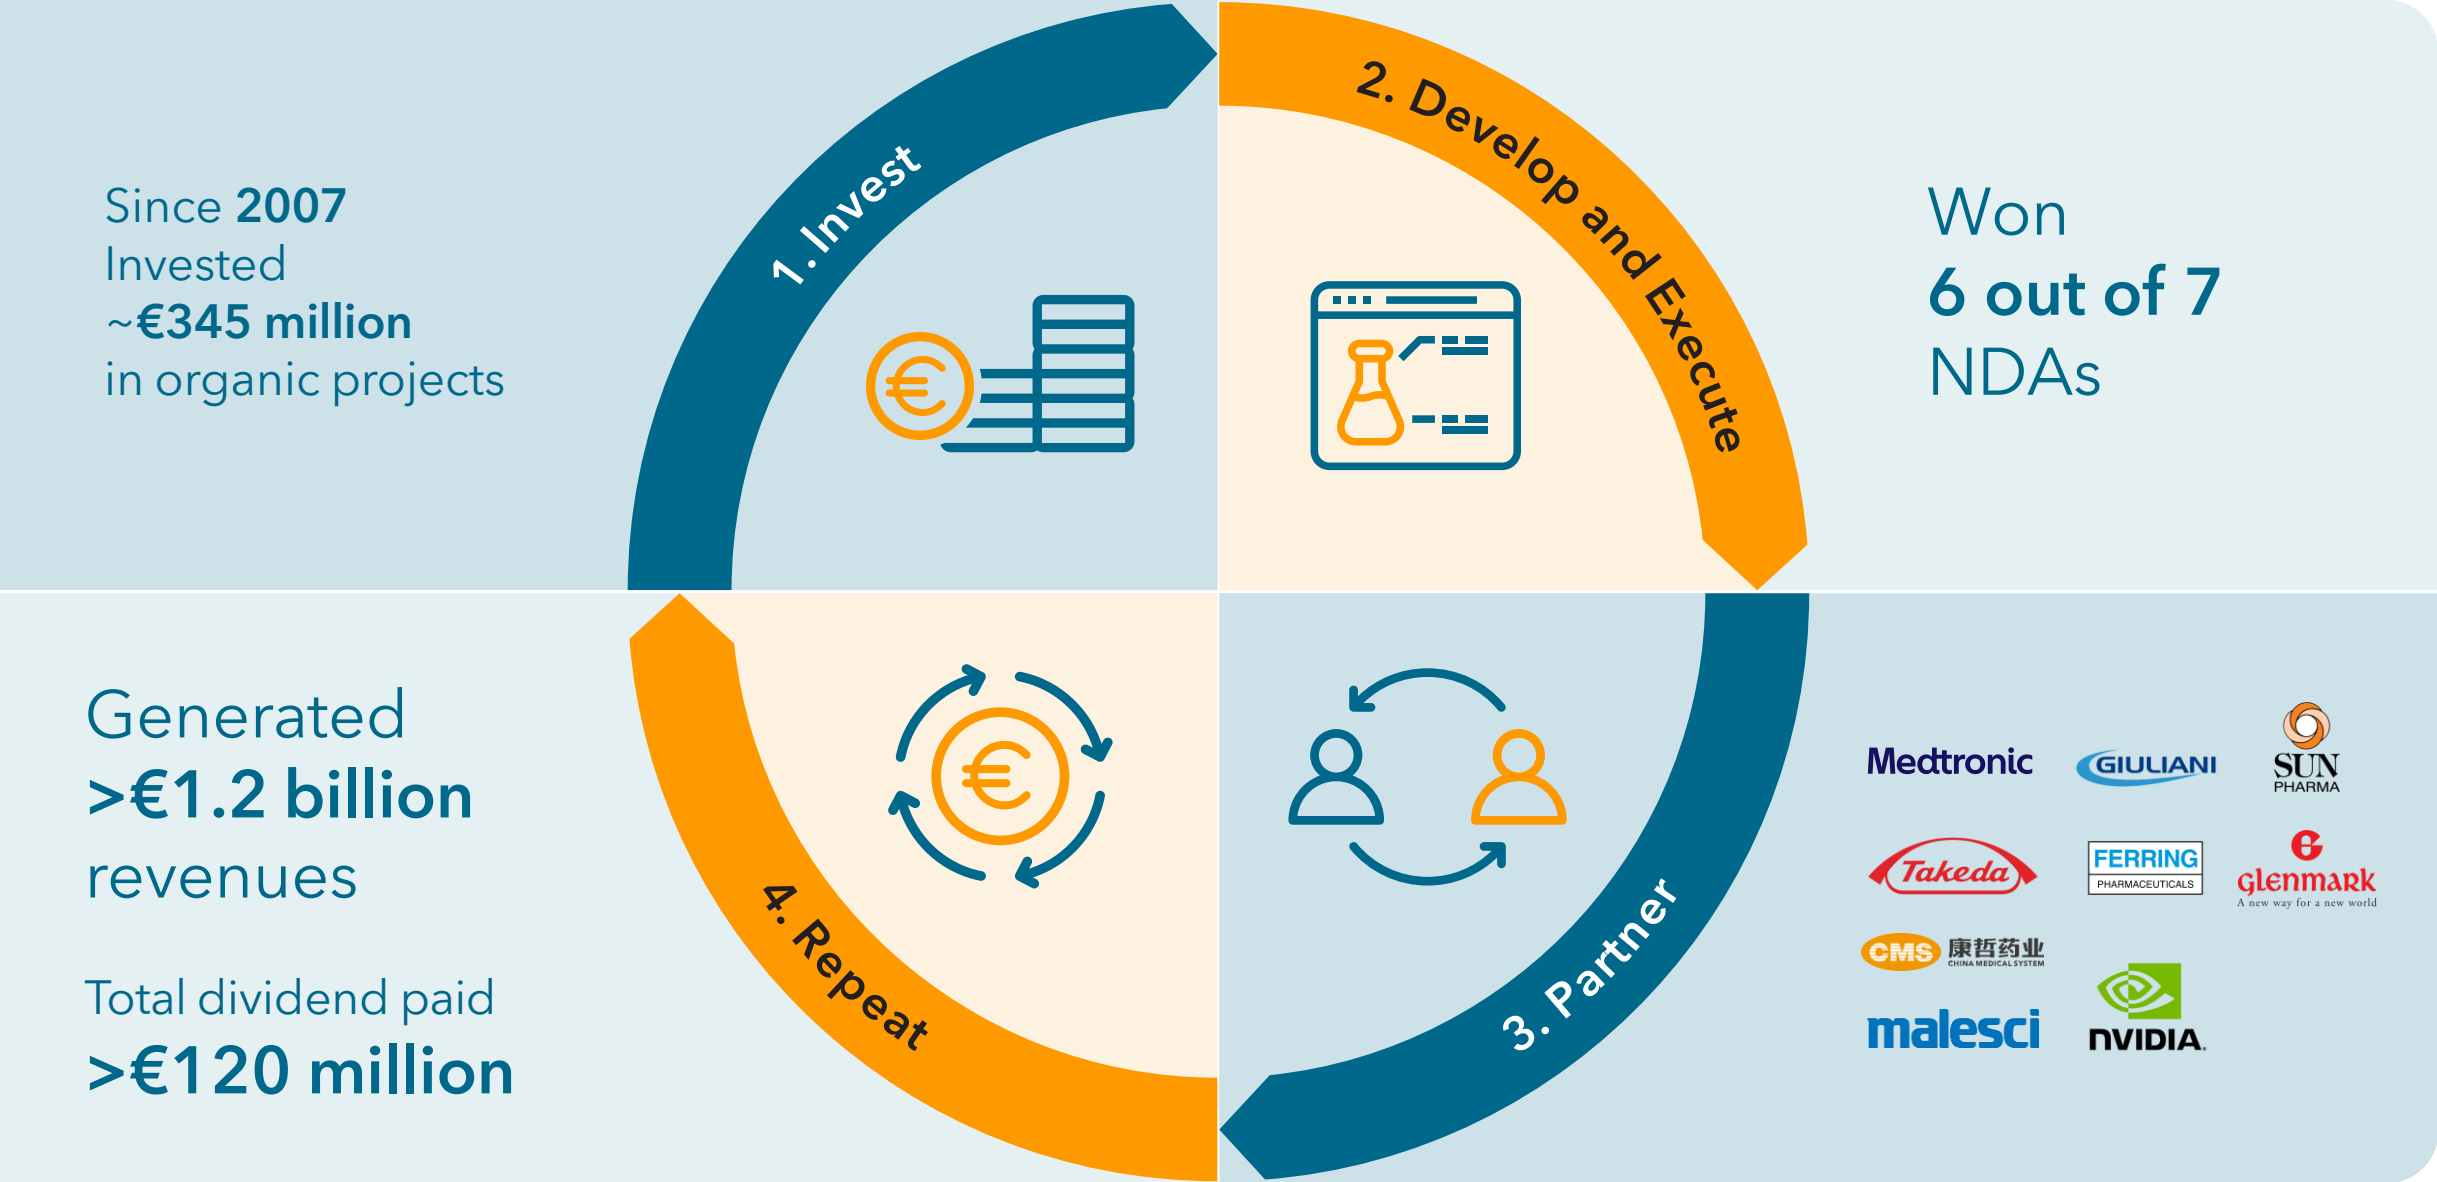 Since 2007
Invested
~€345 million
in organic projects
1. Invest
2. Develop and Execute
Won
6 out of 7
NDAs
Generated
>€1.2 billion
revenues
Total dividend paid
>€120 million
4. Repeat
3. Partner
Medtronic
GIULIANI
SUN
PHARMA
Takeda
FERRING
PHARMACEUTICALS
glenmark
A new way for a new world
CMS 康哲药业
CHINA MEDICAL SYSTEM
malesci
NVIDIA.